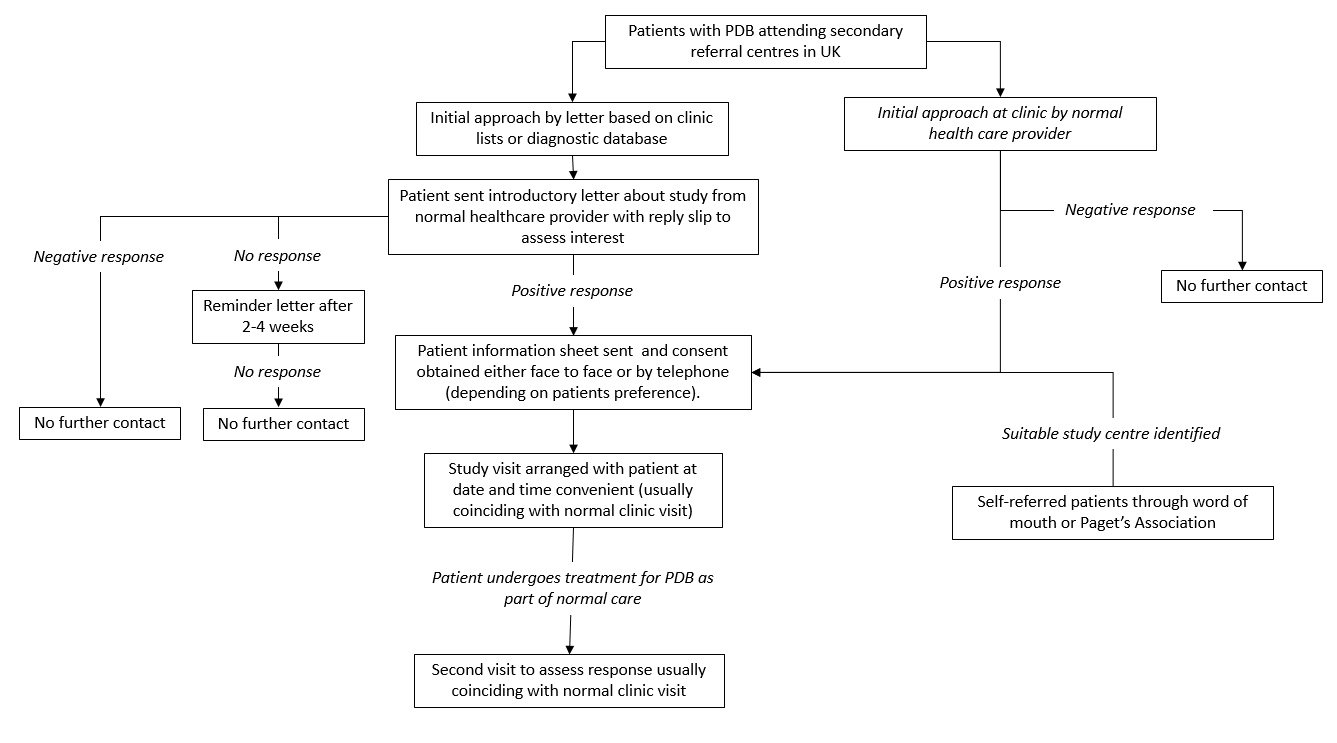 Patients with PDB attending secondary
referral centres in UK
Initial approach by letter based on clinic
lists or diagnostic database
Initial approach at clinic by normal
health care provider
Patient sent introductory letter about study from
normal healthcare provider with reply slip to
assess interest
Negative response
Negative response
No response
Positive response
Positive response
No further contact
Reminder letter after
2-4 weeks
No response
Patient information sheet sent and consent
obtained either face to face or by telephone
(depending on patients preference).
No further contact
No further contact
Suitable study centre identified
Study visit arranged with patient at
date and time convenient (usually
coinciding with normal clinic visit)
Self-referred patients through word of
mouth or Paget's Association
Patient undergoes treatment for PDB as
part of normal care
Second visit to assess response usually
coinciding with normal clinic visit